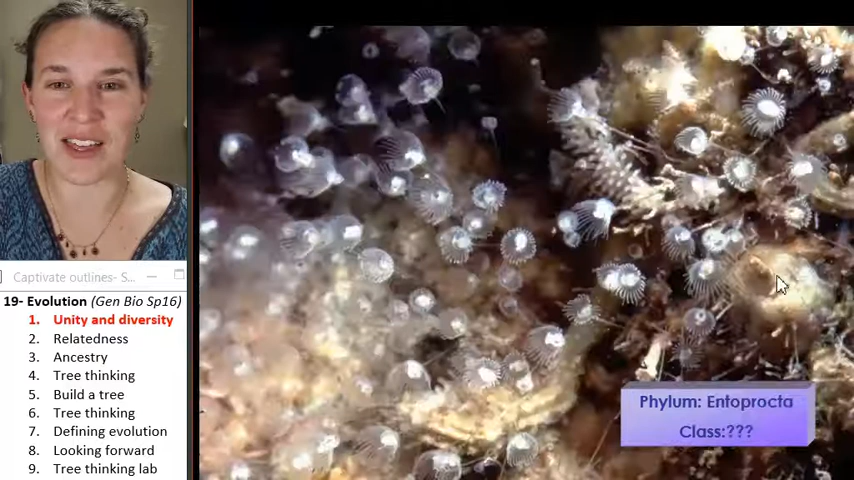 Captivate outlines- S...
19- Evolution (Gen Bio Sp16)
1. Unity and diversity
2. Relatedness
3. Ancestry
4. Tree thinking
5. Build a tree
6. Tree thinking
7. Defining evolution
8. Looking forward
9. Tree thinking lab
Phylum: Entoprocta
Class:???